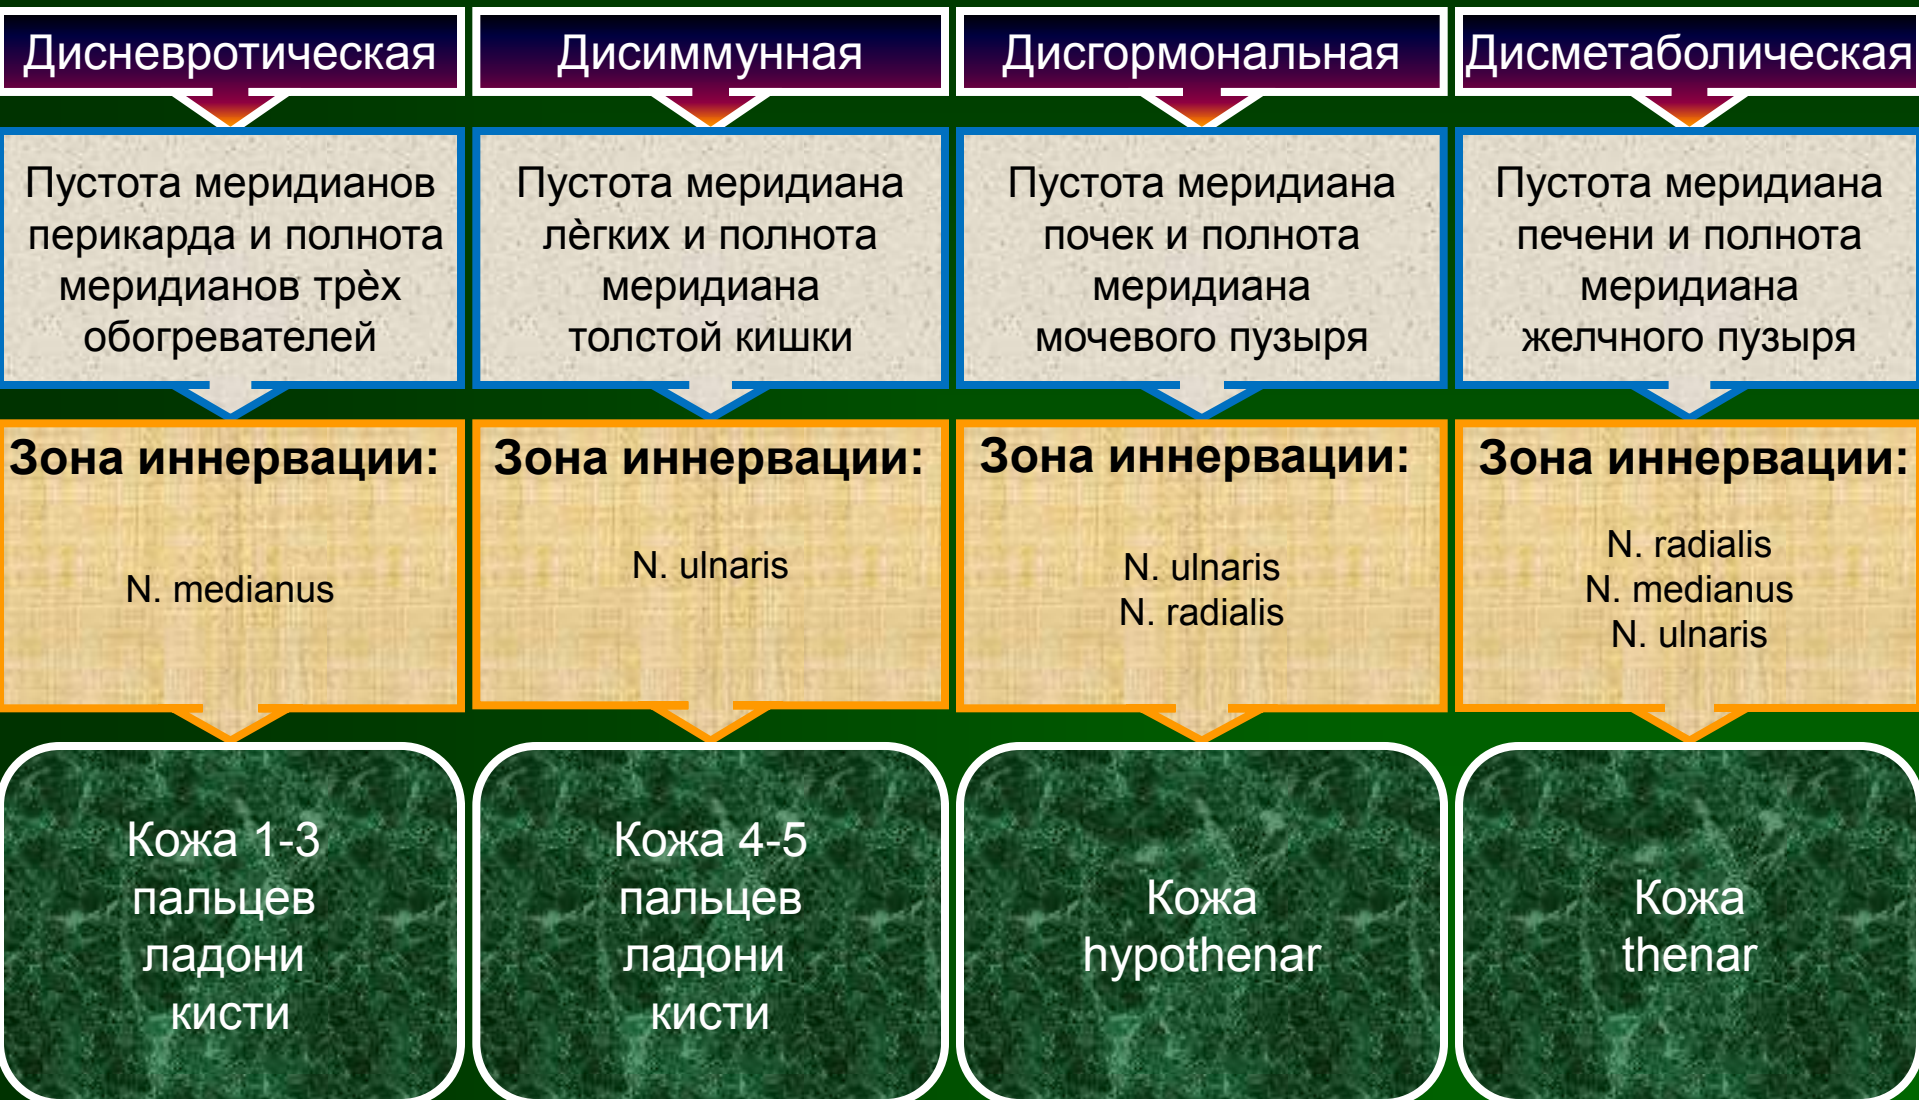 Дисневротическая
Пустота меридианов
перикарда и полнота
меридианов трѐх
обогревателей
Зона иннервации:
N. medianus
Кожа 1-3
пальцев
ладони
кисти
Дисиммунная
Пустота меридиана
лѐгких и полнота
меридиана
толстой кишки
Зона иннервации:
N. ulnaris
Кожа 4-5
пальцев
ладони
кисти
Дисгормональная
Пустота меридиана
почек и полнота
меридиана
мочевого пузыря
Зона иннервации:
N. ulnaris
N. radialis
Кожа
hypothenar
Дисметаболическая
Пустота меридиана
печени и полнота
меридиана
желчного пузыря
Зона иннервации:
N. radialis
N. medianus
N. ulnaris
Кожа
thenar